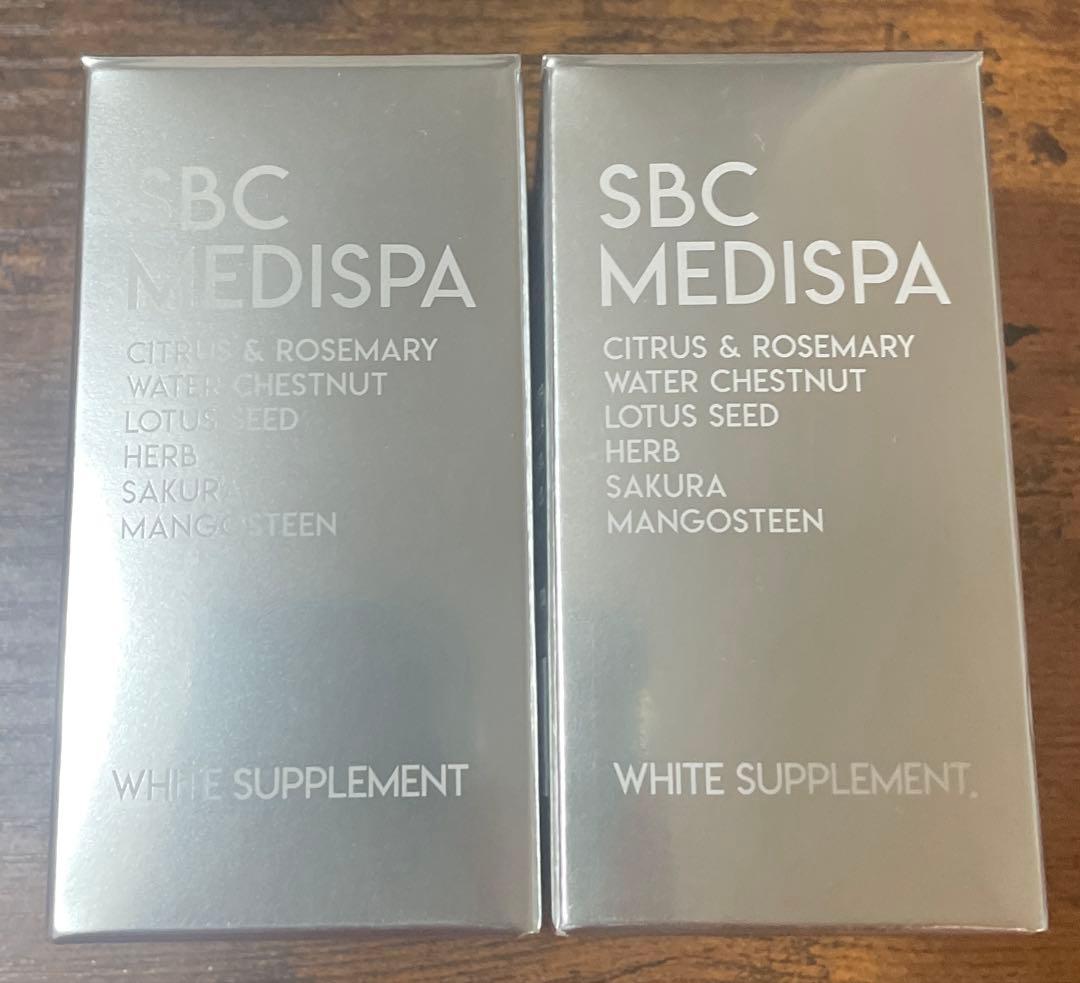 SBC
MEDISPA
CITRUS & ROSEMARY
WATER CHESTNUT
LOTUS SEED
HERB
SAKURA
MANGOSTEEN
WHITE SUPPLEMENT
SBC
MEDISPA
CITRUS & ROSEMARY
WATER CHESTNUT
LOTUS SEED
HERB
SAKURA
MANGOSTEEN
WHITE SUPPLEMENT.